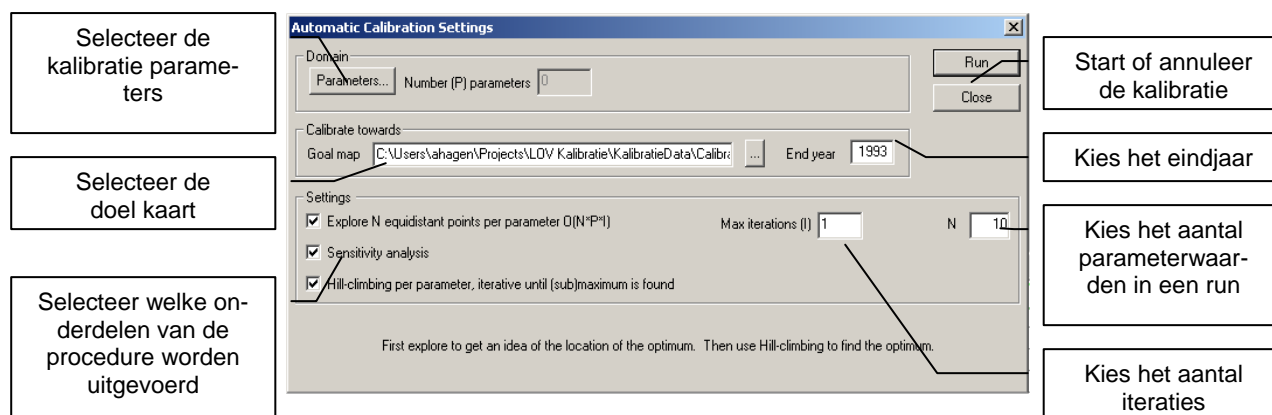 Selecteer de
kalibratie parame-
ters
Selecteer de
doel kaart
Selecteer welke on-
derdelen van de
procedure worden
uitgevoerd
Automatic Calibration Settings
Domain
Parameters... Number (P) parameters 0
Run
Close
Calibrate towards
Goal map C:\Users\ahagen\Projects\LOV Kalibratie\KalibratieData\Calibra ... End year 1993
Settings
Explore N equidistant points per parameter O(N*P*I) Max iterations (I) 1 N 10
Sensitivity analysis
Hill-climbing per parameter, iterative until (sub)maximum is found
First explore to get an idea of the location of the optimum. Then use Hill-climbing to find the optimum.
Start of annuleer
de kalibratie
Kies het eindjaar
Kies het aantal
parameterwaar-
den in een run
Kies het aantal
iteraties